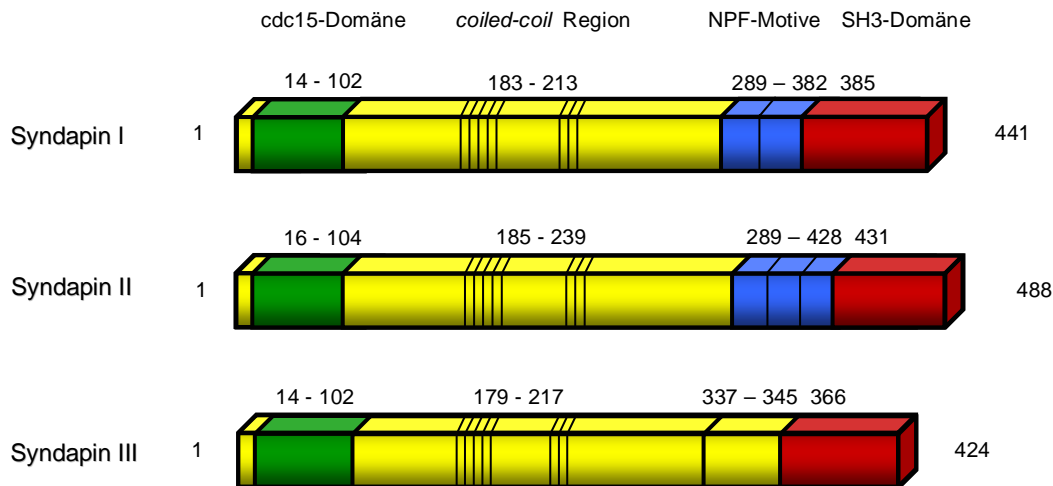 cdc15-Domäne coiled-coil Region NPF-Motive SH3-Domäne
14 - 102 183 - 213 289 – 382 385
Syndapin I 1 441
16 - 104 185 - 239 289 – 428 431
Syndapin II 1 488
14 - 102 179 - 217 337 – 345 366
Syndapin III 1 424